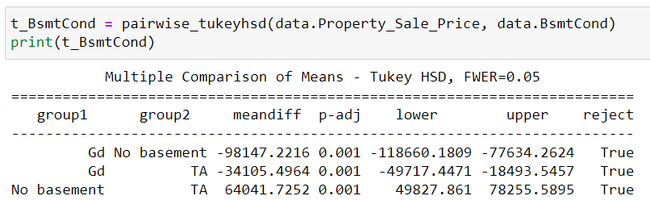 t_BsmtCond = pairwise_tukeyhsd(data.Property_Sale_Price, data.BsmtCond)
print(t_BsmtCond)
Multiple Comparison of Means - Tukey HSD, FWER=0.05
=====================================================================
group1 group2 meandiff p-adj lower upper reject
---------------------------------------------------------------------
Gd No basement -98147.2216 0.001 -118660.1809 -77634.2624 True
Gd TA -34105.4964 0.001 -49717.4471 -18493.5457 True
No basement TA 64041.7252 0.001 49827.861 78255.5895 True